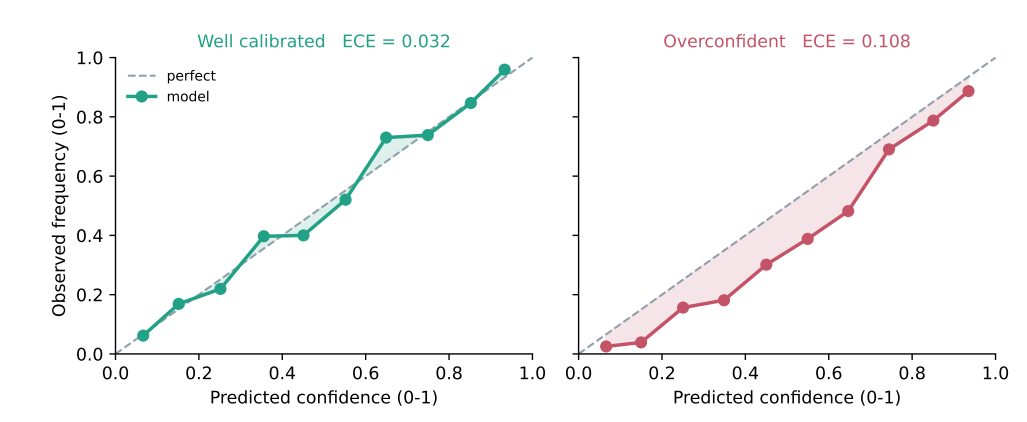 Well calibrated   ECE = 0.032
perfect
model
Observed frequency (0-1)
1.0
0.8
0.6
0.4
0.2
0.0
0.0 0.2 0.4 0.6 0.8 1.0
Predicted confidence (0-1)
Overconfident   ECE = 0.108
0.0 0.2 0.4 0.6 0.8 1.0
Predicted confidence (0-1)